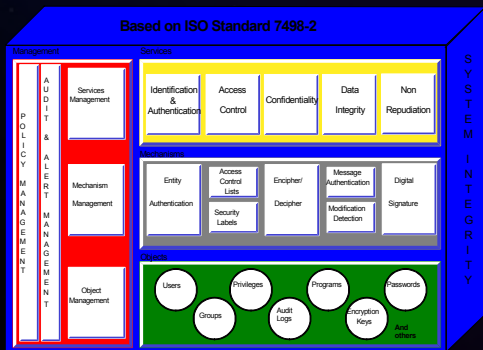 Based on ISO Standard 7498-2
Management
Services
POLICY MANAGEMENT
AUDIT & ALERT MANAGEMENT
Services
Management
Identification
&
Authentication
Access
Control
Confidentiality
Data
Integrity
Non
Repudiation
Mechanisms
Mechanism
Management
Entity
Authentication
Access
Control
Lists
Security
Labels
Encipher/
Decipher
Message
Authentication
Modification
Detection
Digital
Signature
Objects
Object
Management
Users
Privileges
Programs
Passwords
Groups
Audit
Logs
Encryption
Keys
And
others
SYSTEM INTEGRITY